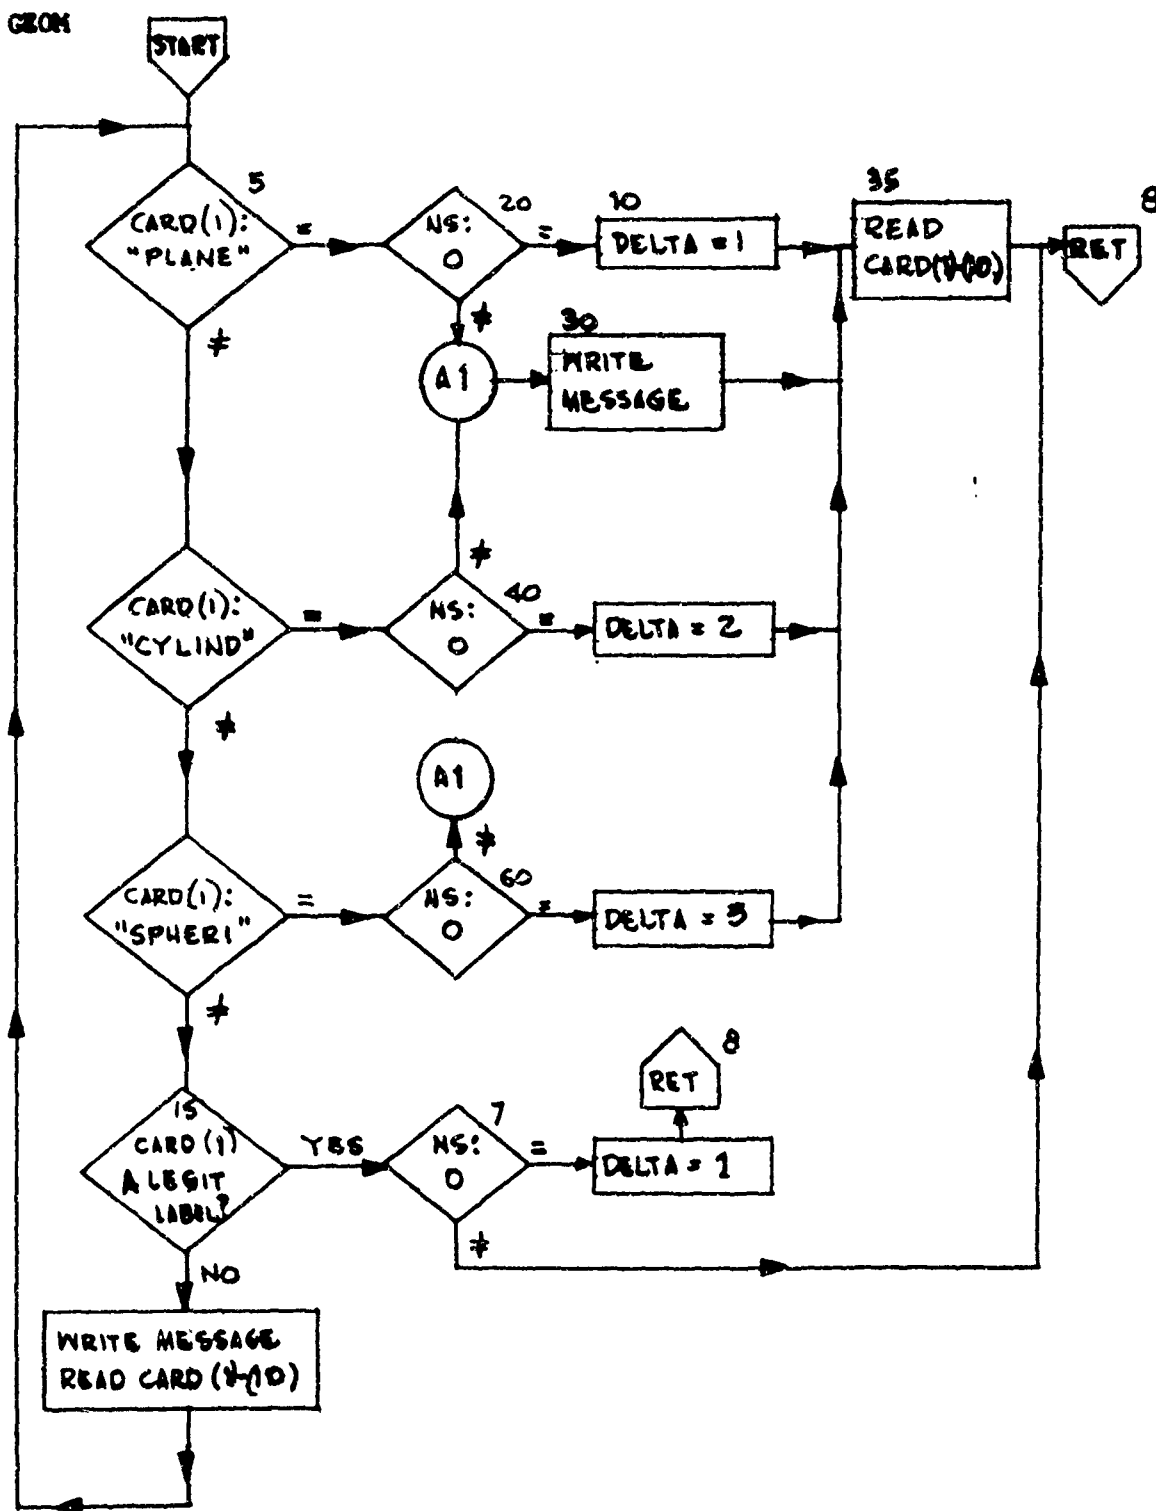 GEOM
START
5
CARD(1):
"PLANE"
=
≠
NS:
0
20
=
≠
10
DELTA = 1
35
READ
CARD(1)-(10)
8
RET
A1
30
WRITE
MESSAGE
CARD(1):
"CYLIND"
=
≠
≠
NS:
0
40
=
DELTA = 2
A1
≠
CARD(1):
"SPHERI"
=
≠
NS:
0
60
=
DELTA = 3
8
RET
15
CARD(1)
A LEGIT
LABEL?
YES
NO
NS:
0
7
=
≠
DELTA = 1
WRITE MESSAGE
READ CARD(1)-(10)